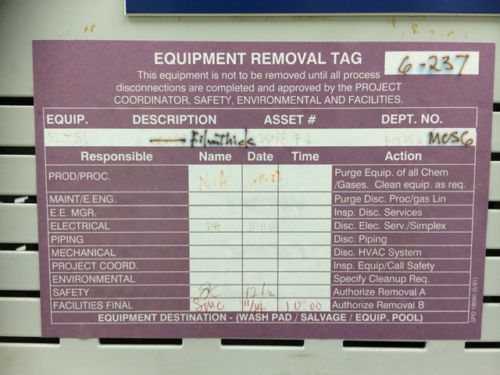 EQUIPMENT REMOVAL TAG 6-237
This equipment is not to be removed until all process
disconnections are completed and approved by the PROJECT
COORDINATOR, SAFETY, ENVIRONMENTAL AND FACILITIES.
EQUIP. DESCRIPTION ASSET # DEPT. NO.
Filmthick MOS6
Responsible Name Date Time Action
PROD/PROC. N-A Purge Equip. of all Chem
/Gases. Clean equip. as req.
MAINT/E.ENG. Purge Disc. Proc/gas Lin
E.E. MGR. Insp. Disc. Services
ELECTRICAL Disc. Elec. Serv./Simplex
PIPING Disc. Piping
MECHANICAL Disc. HVAC System
PROJECT COORD. Insp. Equip/Call Safety
ENVIRONMENTAL Specify Cleanup Req.
SAFETY Authorize Removal A
FACILITIES FINAL SMC 11/14 10:00 Authorize Removal B
EQUIPMENT DESTINATION - (WASH PAD / SALVAGE / EQUIP. POOL)